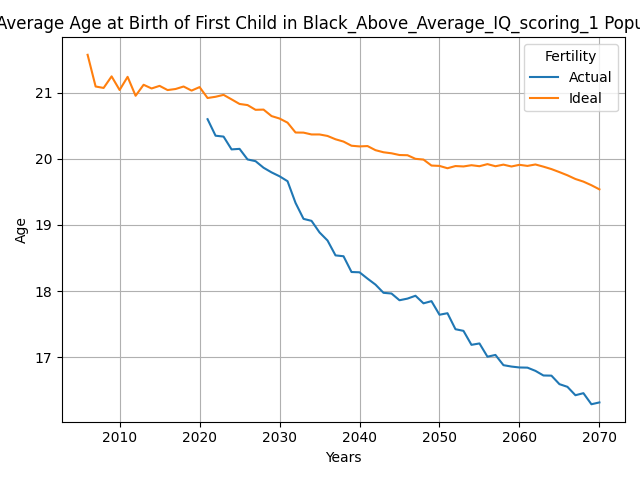 Average Age at Birth of First Child in Black_Above_Average_IQ_scoring_1 Popu
Fertility
Actual
Ideal
21
20
19
18
17
Age
2010 2020 2030 2040 2050 2060 2070
Years